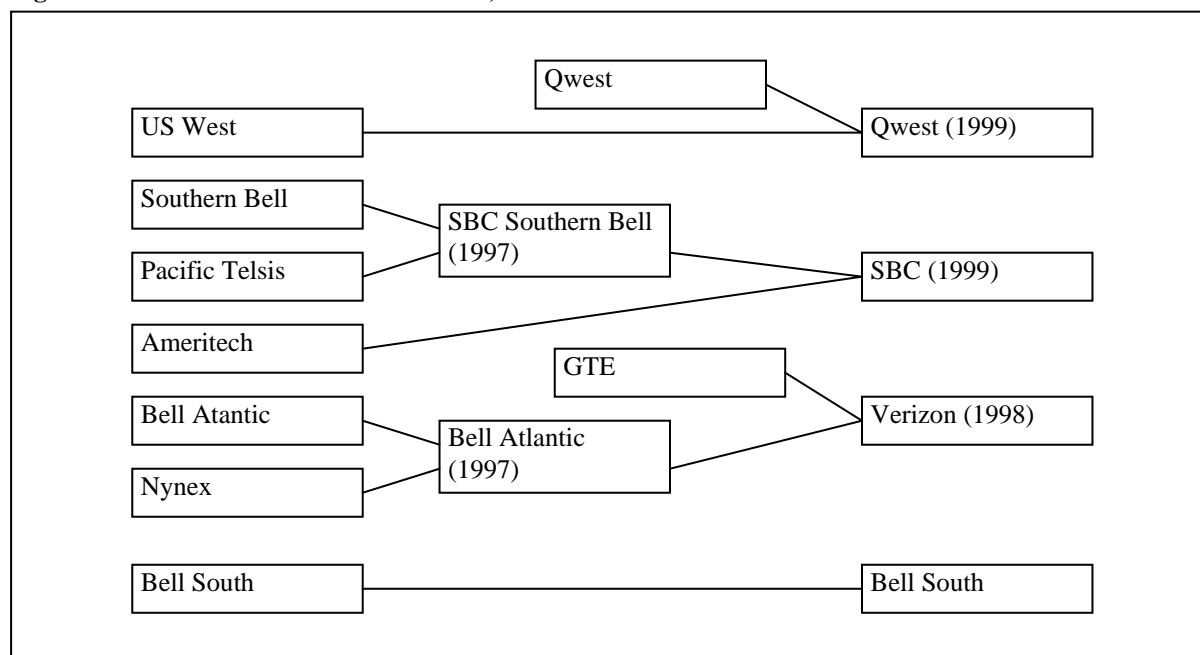 Qwest
US West
Qwest (1999)
Southern Bell
SBC Southern Bell
(1997)
Pacific Telsis
SBC (1999)
Ameritech
GTE
Bell Atantic
Verizon (1998)
Bell Atlantic
(1997)
Nynex
Bell South
Bell South